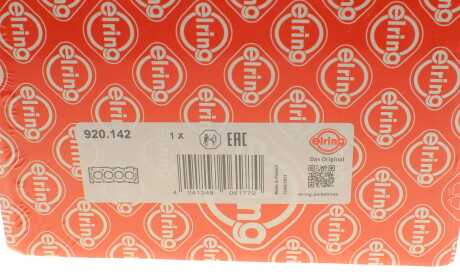 elring
920.142
1 X
EAC
elring
Das Original
4 041248 061770
Made in Poland
elring.de/920142